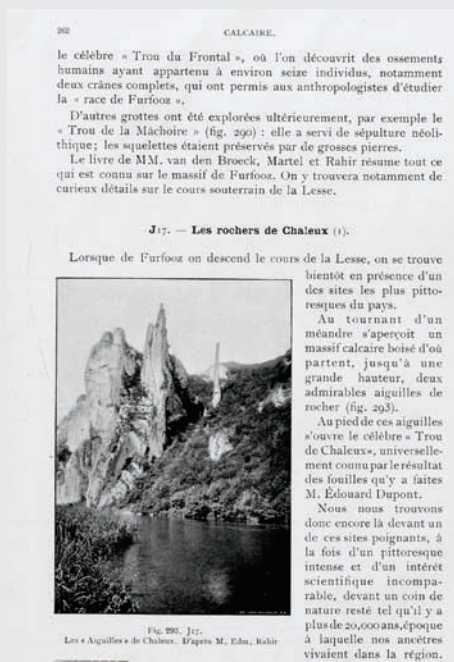 262
CALCAIRE.
le célèbre « Trou du Frontal », où l'on découvrit des ossements
humains ayant appartenu à environ seize individus, notamment
deux crânes complets, qui ont permis aux anthropologistes d'étudier
la « race de Furfooz ».
D'autres grottes ont été explorées ultérieurement, par exemple le
« Trou de la Mâchoire » (fig. 290) : elle a servi de sépulture néoli-
thique ; les squelettes étaient préservés par de grosses pierres.
Le livre de MM. van den Broeck, Martel et Rahir résume tout ce
qui est connu sur le massif de Furfooz. On y trouvera notamment de
curieux détails sur le cours souterrain de la Lesse.
J17. — Les rochers de Chaleux (1).
Lorsque de Furfooz on descend le cours de la Lesse, on se trouve
bientôt en présence d'un
des sites les plus pitto-
resques du pays.
Au tournant d'un
méandre s'aperçoit un
massif calcaire boisé d'où
partent, jusqu'à une
grande hauteur, deux
admirables aiguilles de
rocher (fig. 293).
Au pied de ces aiguilles
s'ouvre le célèbre « Trou
de Chaleux », universelle-
ment connu par le résultat
des fouilles qu'y a faites
M. Édouard Dupont.
Nous nous trouvons
donc encore là devant un
de ces sites poignants, à
la fois d'un pittoresque
intense et d'un intérêt
scientifique incompa-
rable, devant un coin de
nature resté tel qu'il y a
plus de 20,000 ans, époque
à laquelle nos ancêtres
vivaient dans la région.
Fig. 293. J17.
Les « Aiguilles » de Chaleux. D'après M. Edm. Rahir